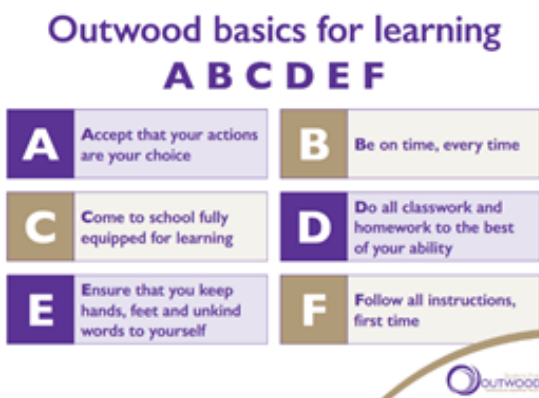 Outwood basics for learning
A B C D E F
A
Accept that your actions
are your choice
B
Be on time, every time
C
Come to school fully
equipped for learning
D
Do all classwork and
homework to the best
of your ability
E
Ensure that you keep
hands, feet and unkind
words to yourself
F
Follow all instructions,
first time
OUTWOOD